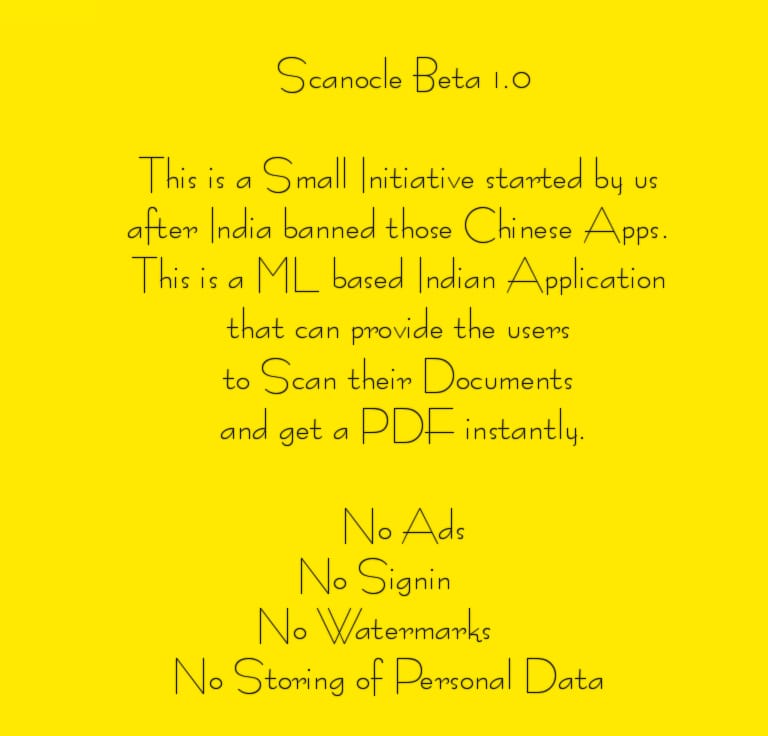 Scanocle Beta 1.0
This is a Small Initiative started by us
after India banned those Chinese Apps.
This is a ML based Indian Application
that can provide the users
to Scan their Documents
and get a PDF instantly.
No Ads
No Signin
No Watermarks
No Storing of Personal Data